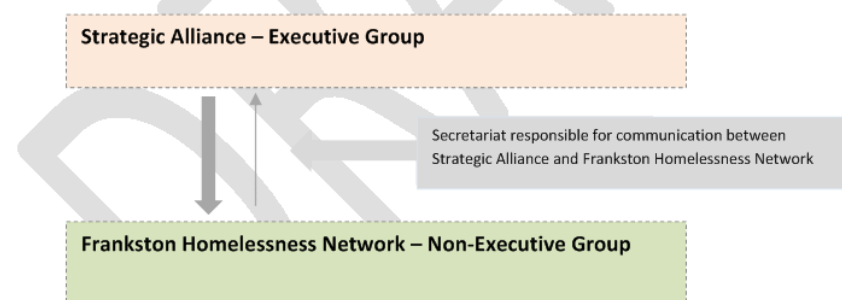 Strategic Alliance – Executive Group
Secretariat responsible for communication between
Strategic Alliance and Frankston Homelessness Network
Frankston Homelessness Network – Non-Executive Group